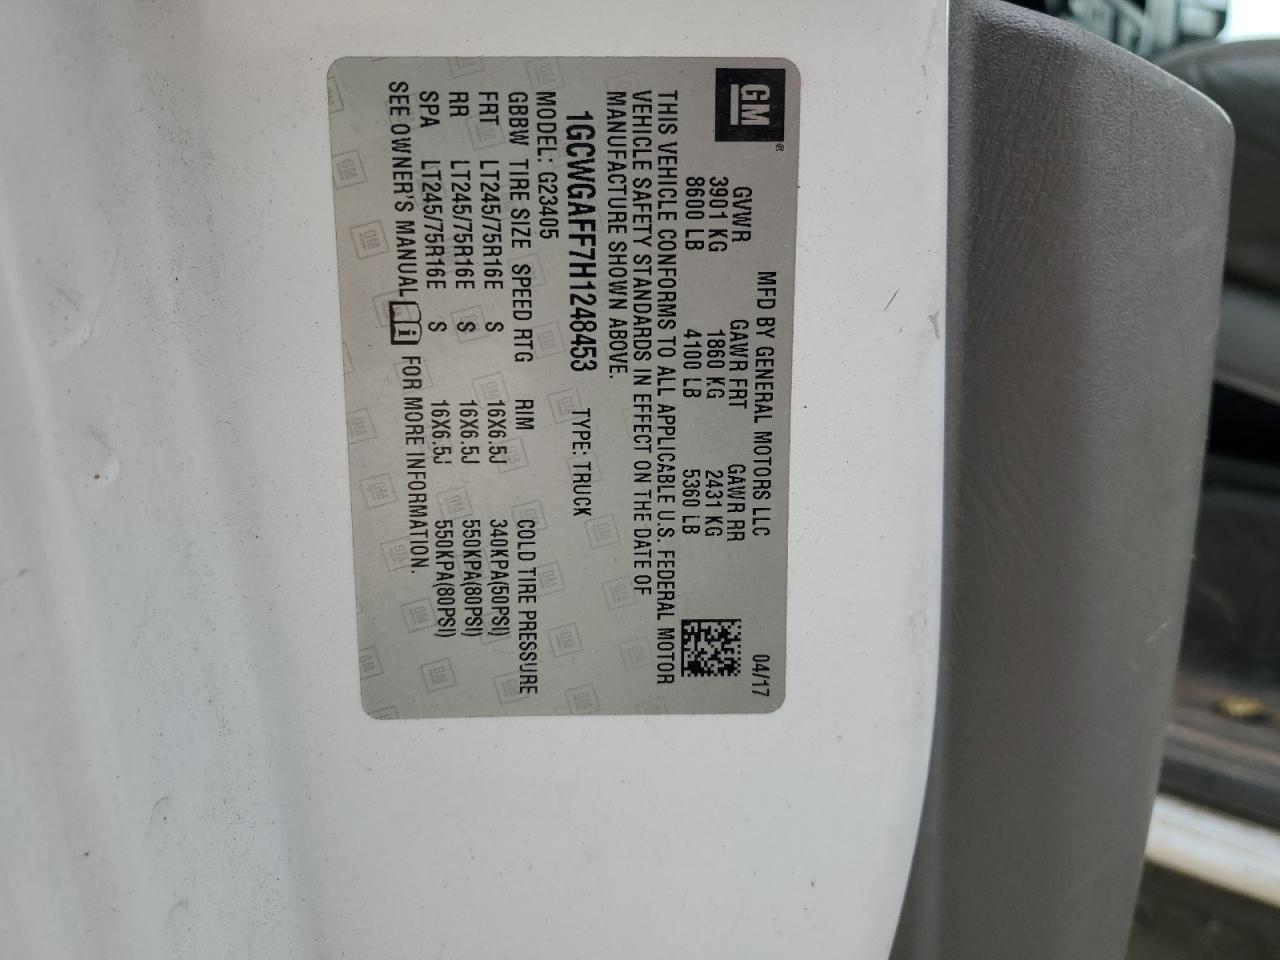 GM
MFD BY GENERAL MOTORS LLC 04/17
GVWR GAWR FRT GAWR RR
3901 KG 1860 KG 2431 KG
8600 LB 4100 LB 5360 LB
THIS VEHICLE CONFORMS TO ALL APPLICABLE U.S. FEDERAL MOTOR
VEHICLE SAFETY STANDARDS IN EFFECT ON THE DATE OF
MANUFACTURE SHOWN ABOVE.
1GCWGAFF7H1248453 TYPE: TRUCK
MODEL: G23405
GBBW TIRE SIZE SPEED RTG RIM COLD TIRE PRESSURE
FRT LT245/75R16E S 16X6.5J 340KPA(50PSI)
RR LT245/75R16E S 16X6.5J 550KPA(80PSI)
SPA LT245/75R16E S 16X6.5J 550KPA(80PSI)
SEE OWNER'S MANUAL i FOR MORE INFORMATION.